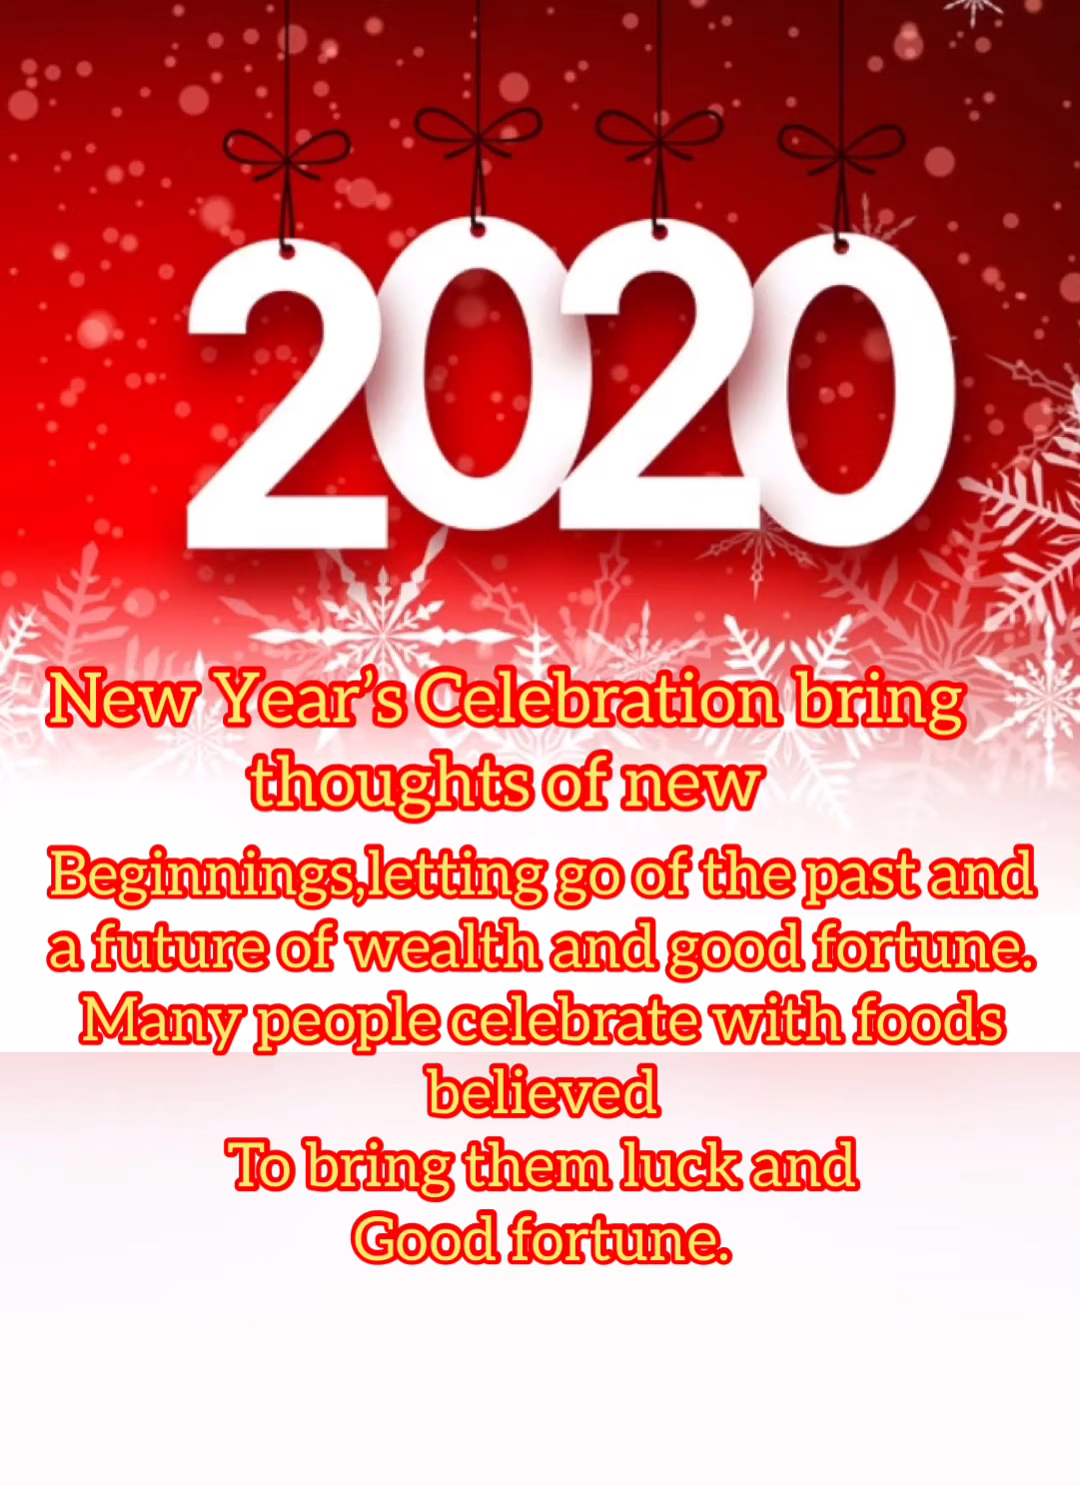 2020
New Year’s Celebration bring
thoughts of new
Beginnings,letting go of the past and
a future of wealth and good fortune.
Many people celebrate with foods
believed
To bring them luck and
Good fortune.